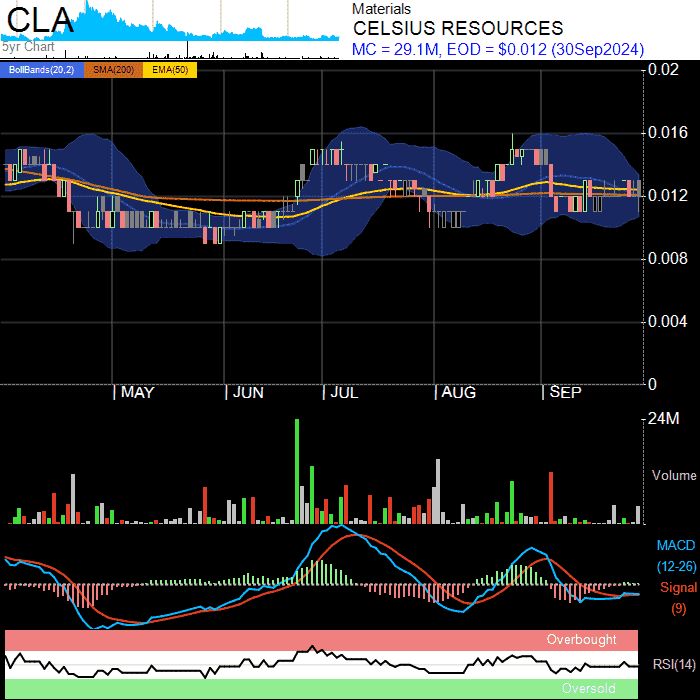 CLA
5yr Chart
Materials
CELSIUS RESOURCES
MC = 29.1M, EOD = $0.012 (30Sep2024)
BollBands(20,2) SMA(200) EMA(50)
0.02
0.016
0.012
0.008
0.004
0
MAY JUN JUL AUG SEP
24M
Volume
MACD
(12-26)
Signal
(9)
Overbought
RSI(14)
Oversold